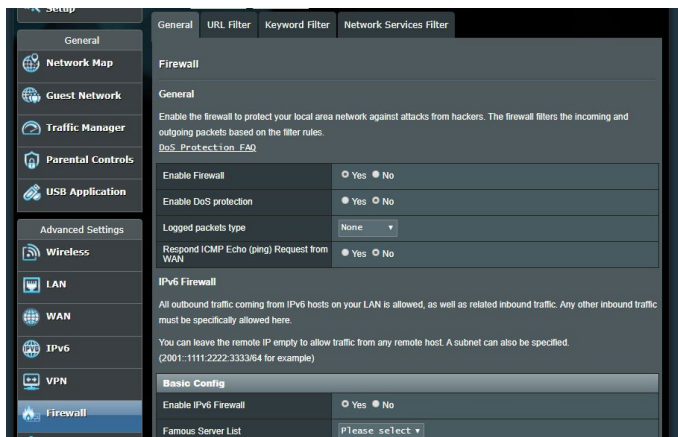 Setup
General
Network Map
Guest Network
Traffic Manager
Parental Controls
USB Application
Advanced Settings
Wireless
LAN
WAN
IPv6
VPN
Firewall
General URL Filter Keyword Filter Network Services Filter
Firewall
General
Enable the firewall to protect your local area network against attacks from hackers. The firewall filters the incoming and
outgoing packets based on the filter rules.
DoS Protection FAQ
Enable Firewall Yes No
Enable DoS protection Yes No
Logged packets type None
Respond ICMP Echo (ping) Request from
WAN Yes No
IPv6 Firewall
All outbound traffic coming from IPv6 hosts on your LAN is allowed, as well as related inbound traffic. Any other inbound traffic
must be specifically allowed here.
You can leave the remote IP empty to allow traffic from any remote host. A subnet can also be specified.
(2001::1111:2222:3333/64 for example)
Basic Config
Enable IPv6 Firewall Yes No
Famous Server List Please select